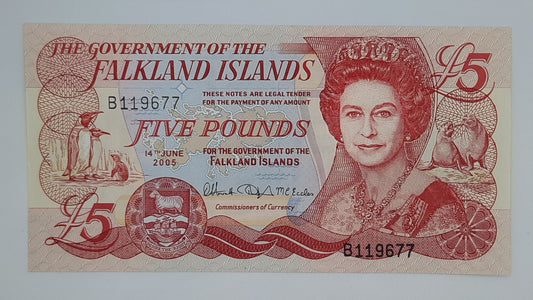 THE GOVERNMENT OF THE
FALKLAND ISLANDS
£5
B119677
THESE NOTES ARE LEGAL TENDER
FOR THE PAYMENT OF ANY AMOUNT
FIVE POUNDS
14TH JUNE
2005
FOR THE GOVERNMENT OF THE
FALKLAND ISLANDS
£5
Commissioners of Currency
B119677